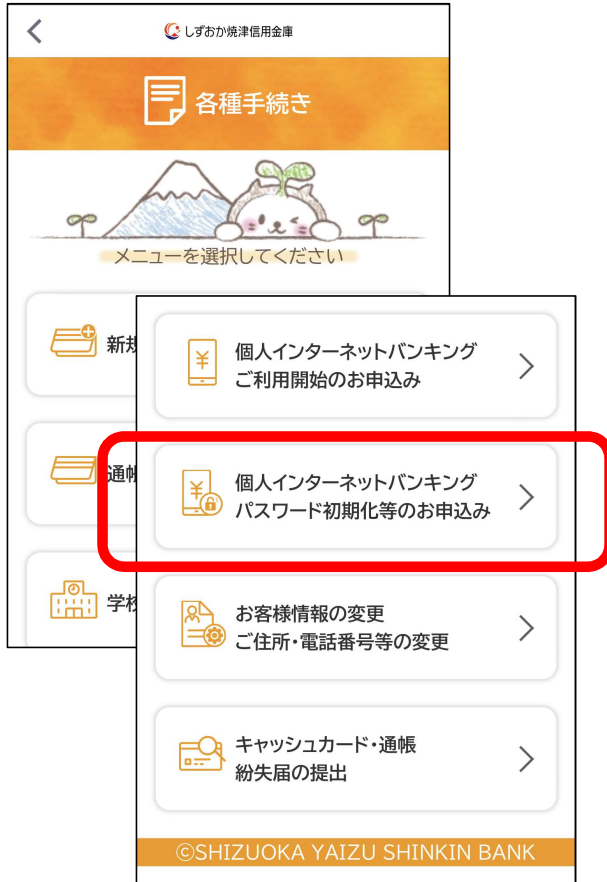 しずおか焼津信用金庫
各種手続き
メニューを選択してください
新規
通帳
学校
個人インターネットバンキング
ご利用開始のお申込み
個人インターネットバンキング
パスワード初期化等のお申込み
お客様情報の変更
ご住所・電話番号等の変更
キャッシュカード・通帳
紛失届の提出
©SHIZUOKA YAIZU SHINKIN BANK